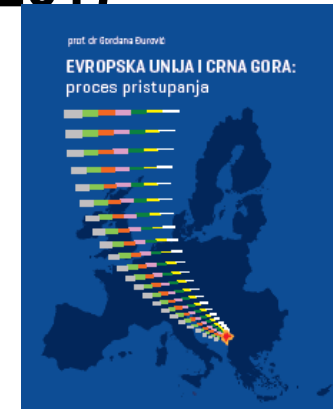 prof. dr Gordana Đurović
EVROPSKA UNIJA I CRNA GORA:
proces pristupanja